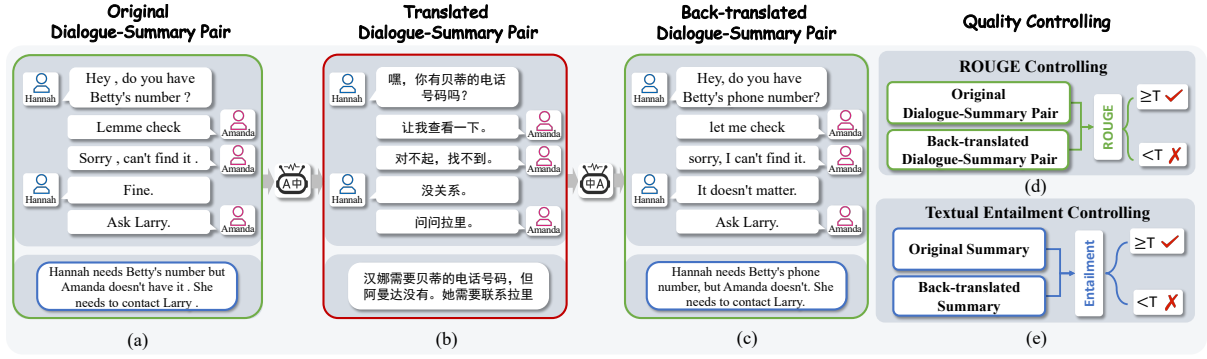 Original
Dialogue-Summary Pair
Hannah
Hey , do you have
Betty's number ?
Lemme check
Amanda
Sorry , can't find it .
Amanda
Hannah
Fine.
Ask Larry.
Amanda
Hannah needs Betty's number but
Amanda doesn't have it . She
needs to contact Larry .
(a)
A中
Translated
Dialogue-Summary Pair
Hannah
嘿，你有贝蒂的电话
号码吗？
让我查看一下。
Amanda
对不起，找不到。
Amanda
Hannah
没关系。
问问拉里。
Amanda
汉娜需要贝蒂的电话号码，但
阿曼达没有。她需要联系拉里
(b)
中A
Back-translated
Dialogue-Summary Pair
Hannah
Hey, do you have
Betty's phone number?
let me check
Amanda
sorry, I can't find it.
Amanda
Hannah
It doesn't matter.
Ask Larry.
Amanda
Hannah needs Betty's phone
number, but Amanda doesn't. She
needs to contact Larry.
(c)
Quality Controlling
ROUGE Controlling
Original
Dialogue-Summary Pair
Back-translated
Dialogue-Summary Pair
ROUGE
≥T ✓
<T ✗
(d)
Textual Entailment Controlling
Original Summary
Back-translated
Summary
Entailment
≥T ✓
<T ✗
(e)